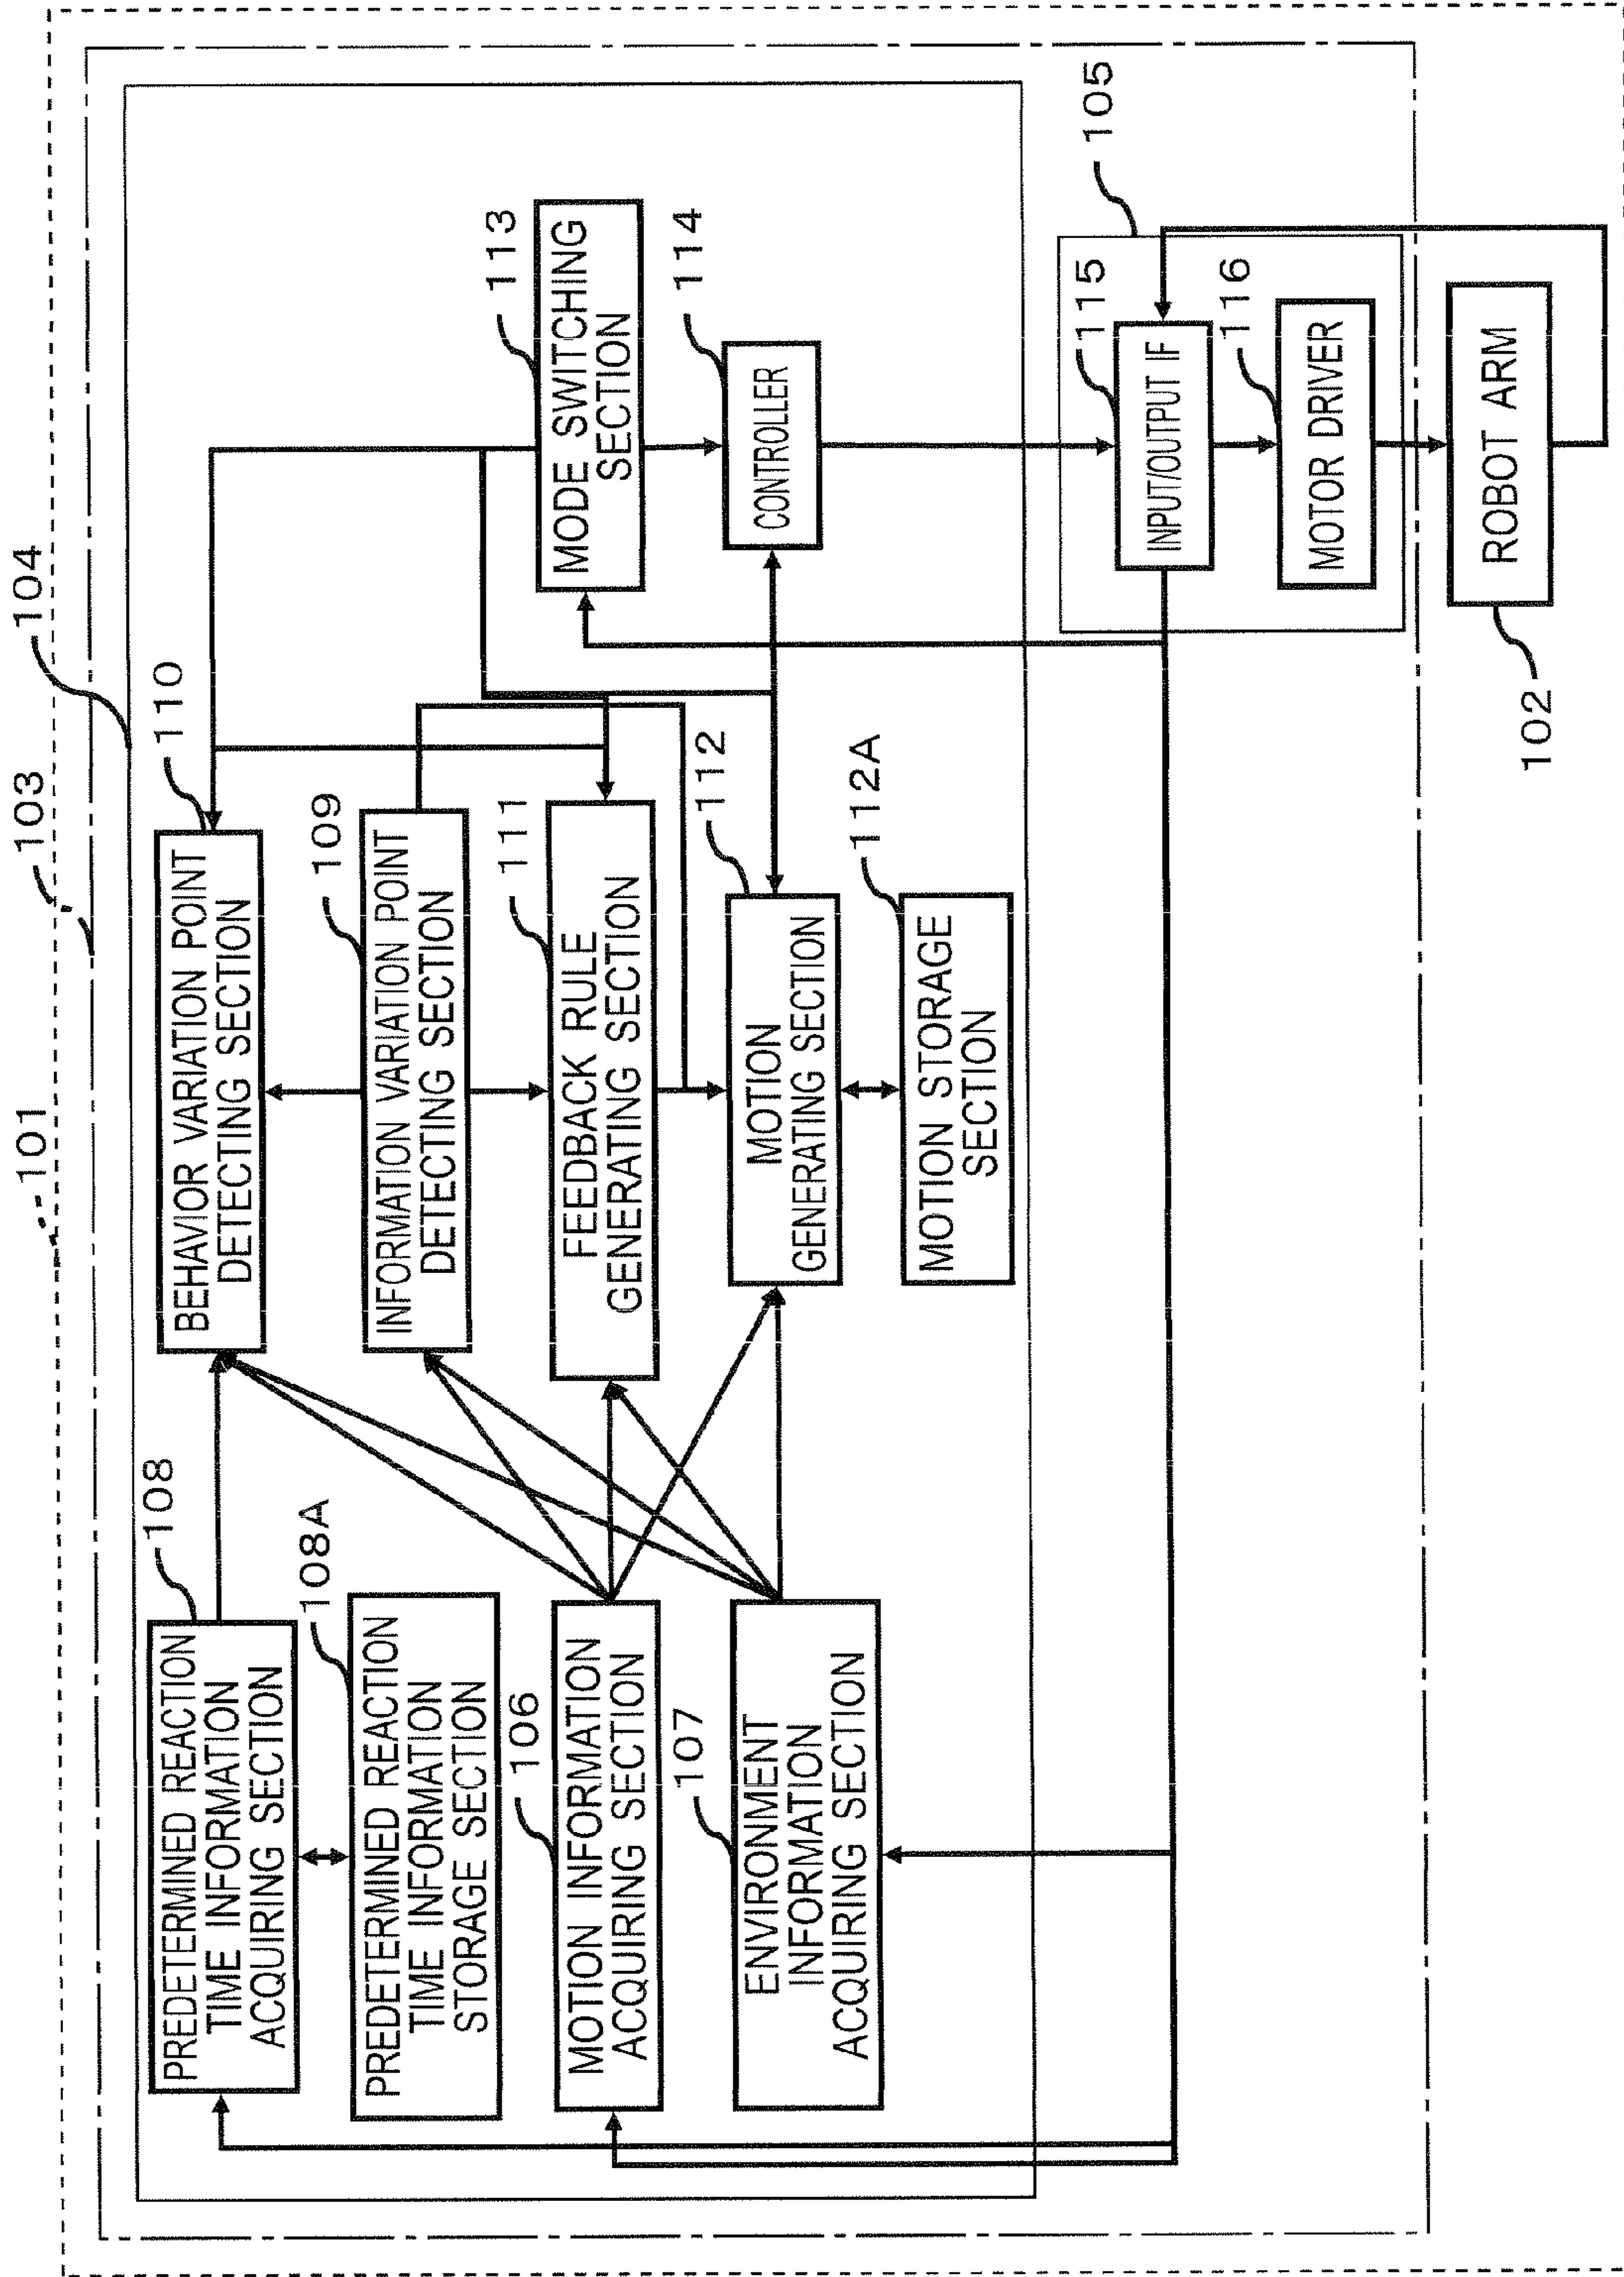 101
103
104
108
PREDETERMINED REACTION
TIME INFORMATION
ACQUIRING SECTION
108A
PREDETERMINED REACTION
TIME INFORMATION
STORAGE SECTION
106
MOTION INFORMATION
ACQUIRING SECTION
107
ENVIRONMENT
INFORMATION
ACQUIRING SECTION
110
BEHAVIOR VARIATION POINT
DETECTING SECTION
109
INFORMATION VARIATION POINT
DETECTING SECTION
111
FEEDBACK RULE
GENERATING SECTION
112
MOTION
GENERATING SECTION
112A
MOTION STORAGE
SECTION
113
MODE SWITCHING
SECTION
114
CONTROLLER
105
115
INPUT/OUTPUT IF
116
MOTOR DRIVER
ROBOT ARM
102